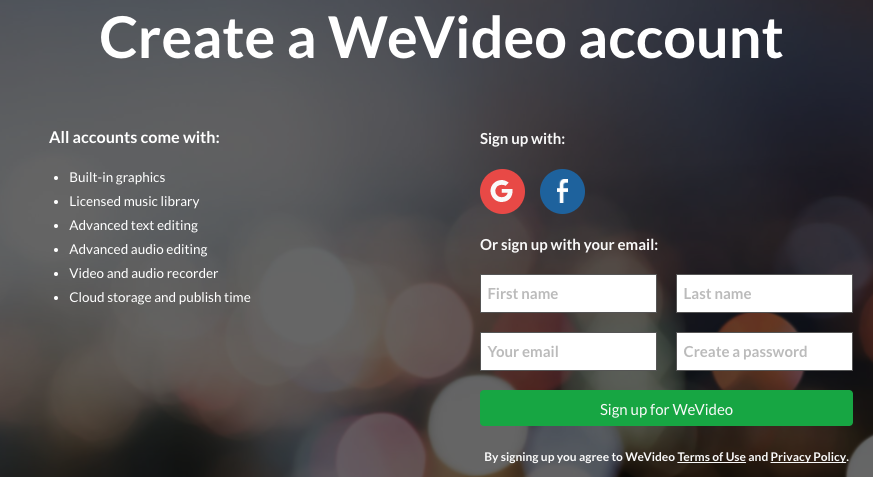 Create a WeVideo account
All accounts come with:
Built-in graphics
Licensed music library
Advanced text editing
Advanced audio editing
Video and audio recorder
Cloud storage and publish time
Sign up with:
G f
Or sign up with your email:
First name Last name
Your email Create a password
Sign up for WeVideo
By signing up you agree to WeVideo Terms of Use and Privacy Policy.